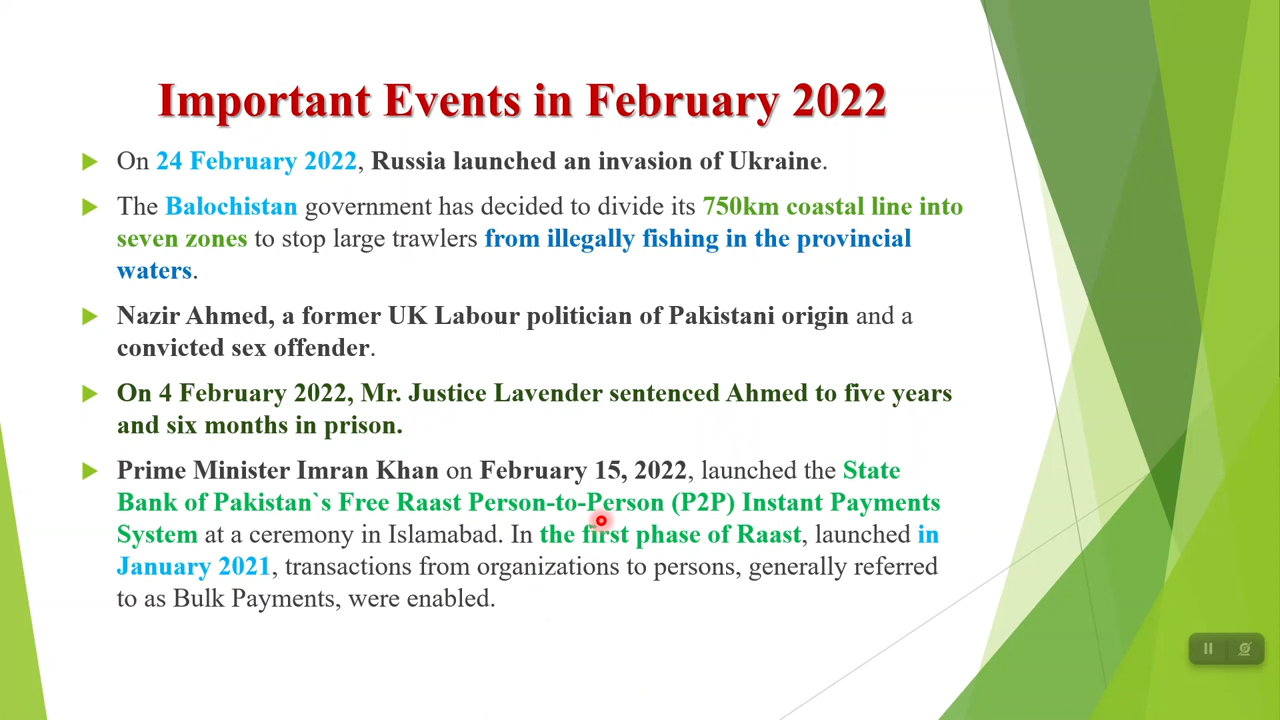 Important Events in February 2022
On 24 February 2022, Russia launched an invasion of Ukraine.
The Balochistan government has decided to divide its 750km coastal line into
seven zones to stop large trawlers from illegally fishing in the provincial
waters.
Nazir Ahmed, a former UK Labour politician of Pakistani origin and a
convicted sex offender.
On 4 February 2022, Mr. Justice Lavender sentenced Ahmed to five years
and six months in prison.
Prime Minister Imran Khan on February 15, 2022, launched the State
Bank of Pakistan`s Free Raast Person-to-Person (P2P) Instant Payments
System at a ceremony in Islamabad. In the first phase of Raast, launched in
January 2021, transactions from organizations to persons, generally referred
to as Bulk Payments, were enabled.